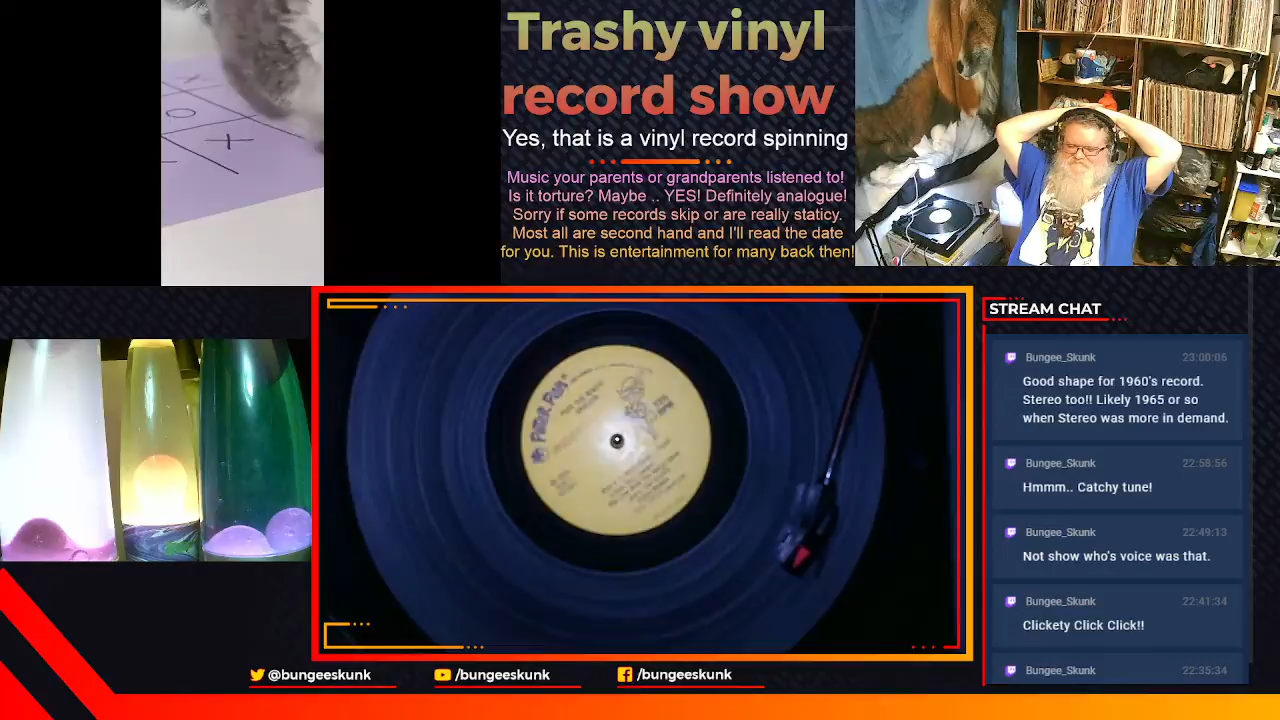 Trashy vinyl
record show
Yes, that is a vinyl record spinning
Music your parents or grandparents listened to!
Is it torture? Maybe .. YES! Definitely analogue!
Sorry if some records skip or are really staticy.
Most all are second hand and I'll read the date
for you. This is entertainment for many back then!
STREAM CHAT
Bungee_Skunk 23:00:06
Good shape for 1960's record.
Stereo too!! Likely 1965 or so
when Stereo was more in demand.
Bungee_Skunk 22:58:56
Hmmm.. Catchy tune!
Bungee_Skunk 22:49:13
Not show who's voice was that.
Bungee_Skunk 22:41:34
Clickety Click Click!!
Bungee_Skunk 22:35:34
@bungeeskunk
/bungeeskunk
/bungeeskunk